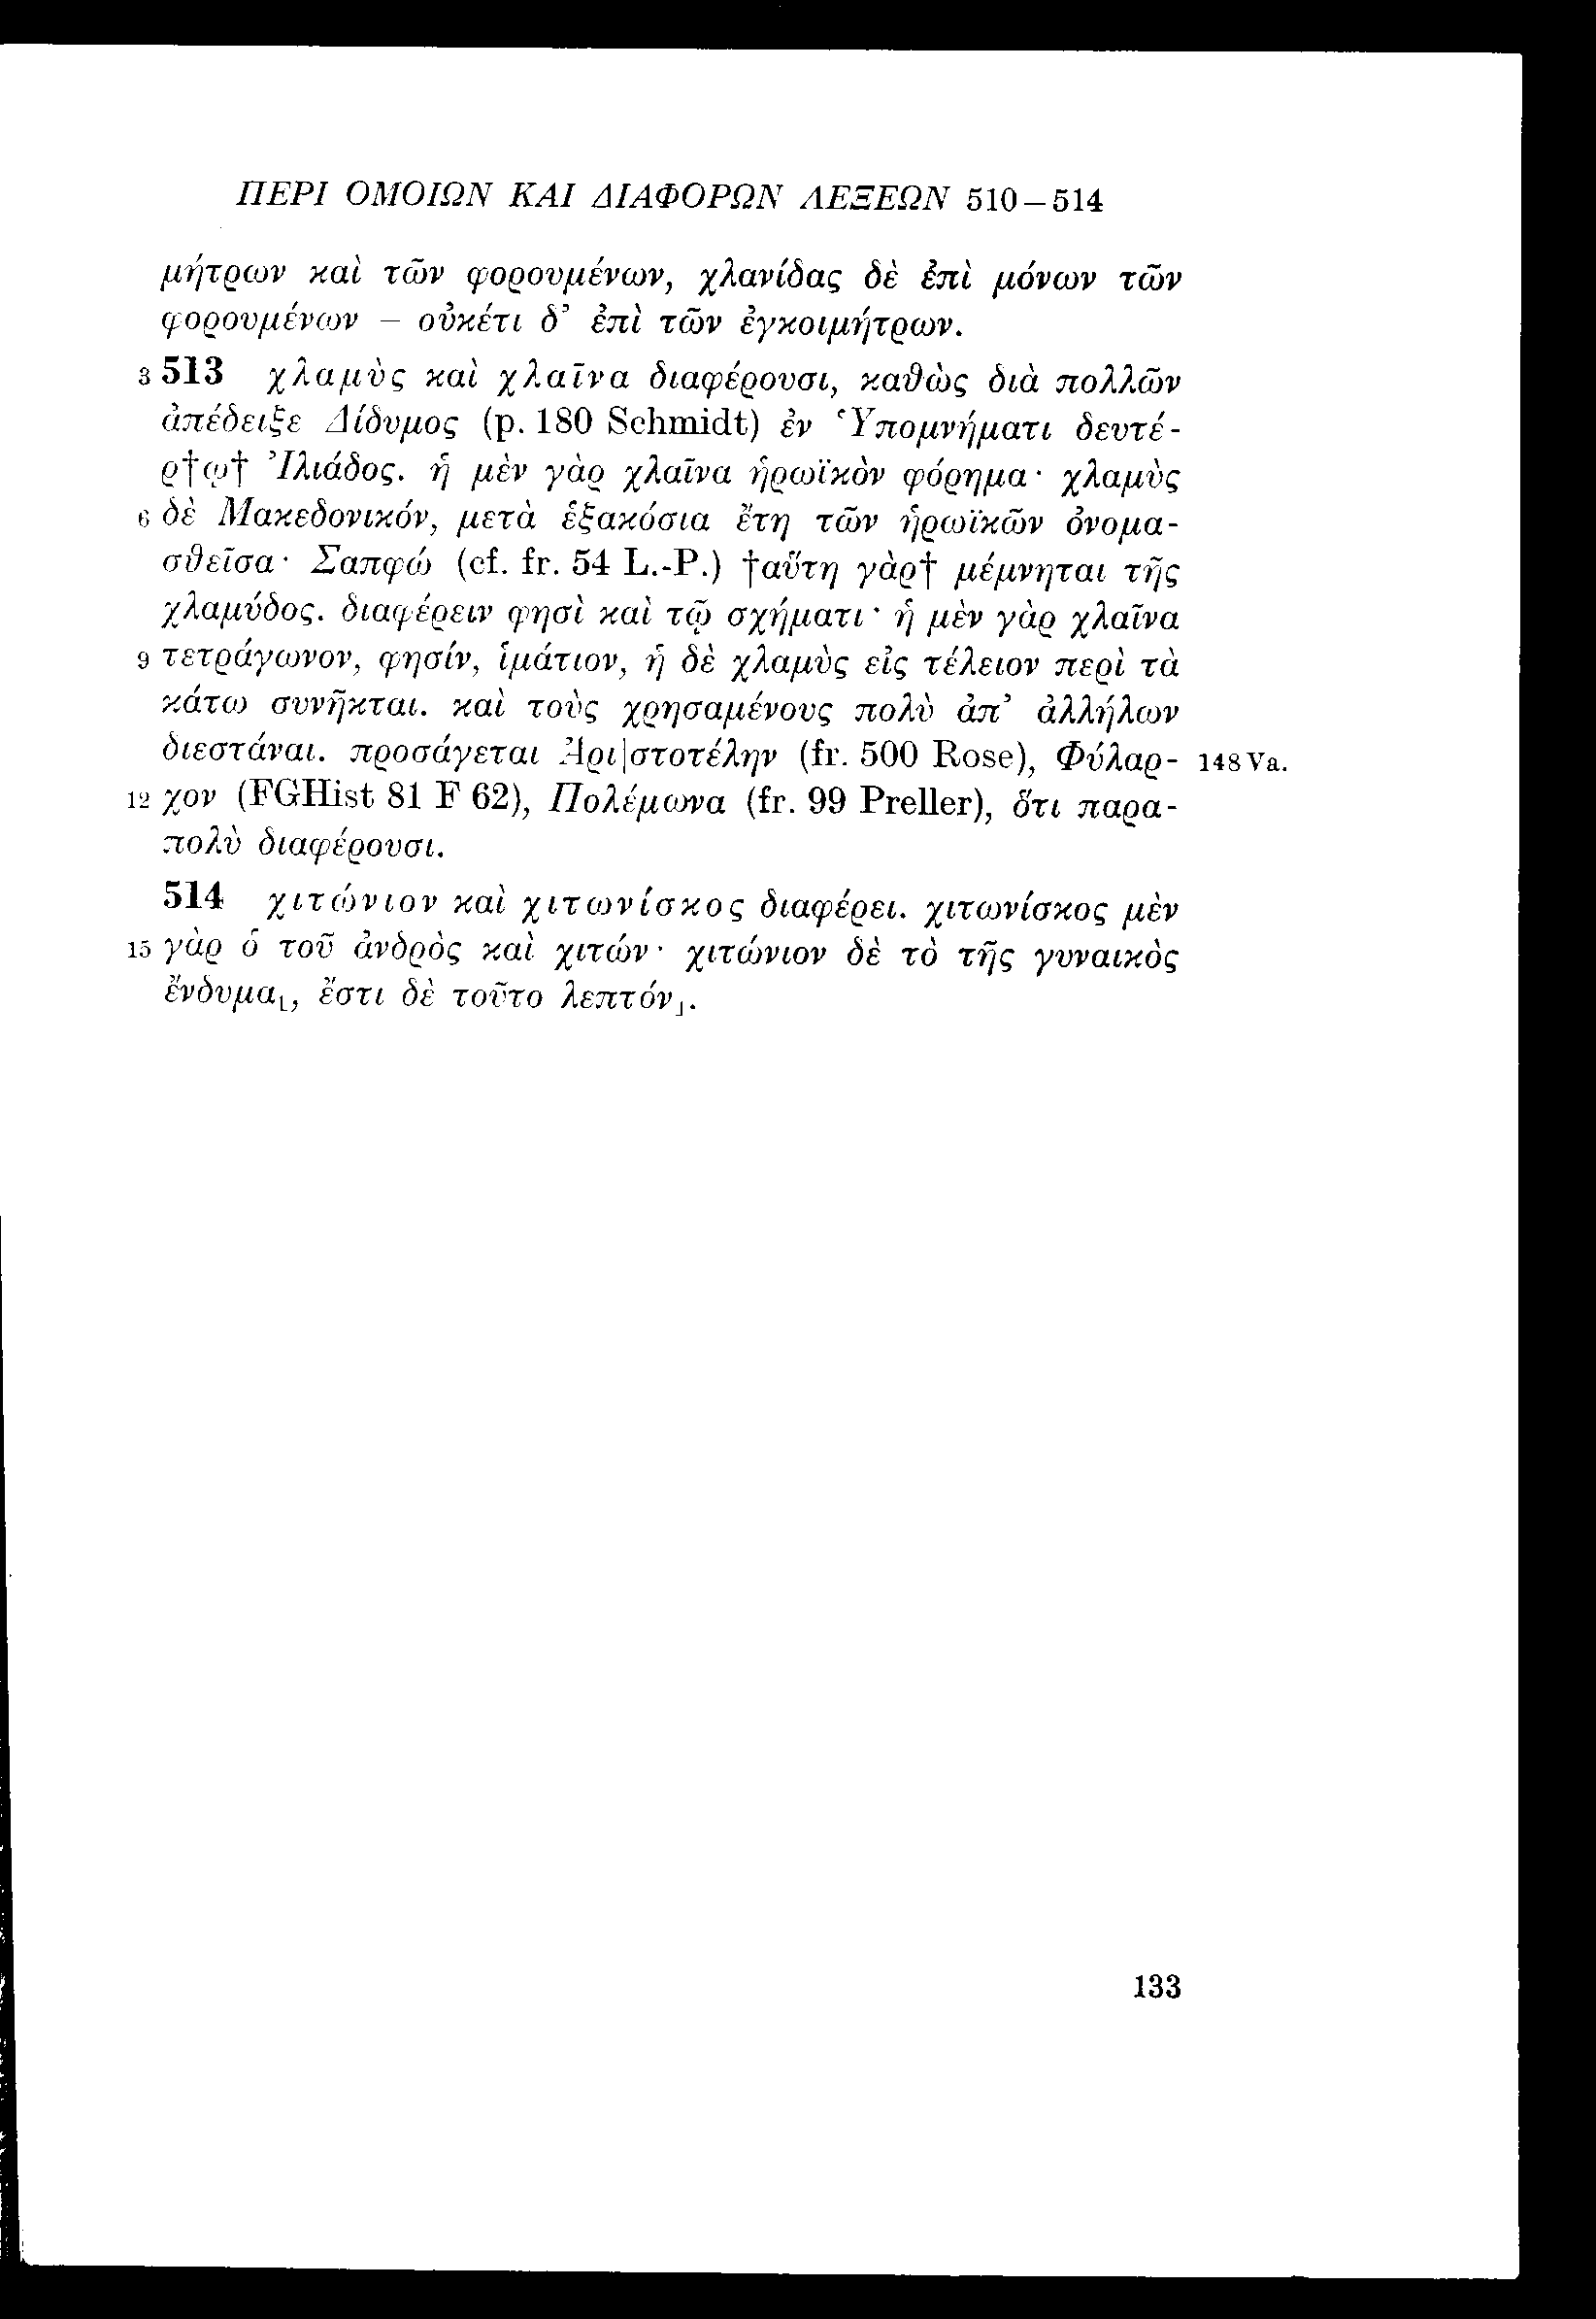 ΠΕΡΙ ΟΜΟΙΩΝ ΚΑΙ ΔΙΑΦΟΡΩΝ ΛΕΞΕΩΝ 510–514
μήτρων καὶ τῶν φορουμένων, χλανίδας δὲ ἐπὶ μόνων τῶν
φορουμένων – οὐκέτι δ’ ἐπὶ τῶν ἐγκοιμήτρων.
3 513 χλαμὺς καὶ χλαῖνα διαφέρουσι, καθὼς διὰ πολλῶν
ἀπέδειξε Δίδυμος (p. 180 Schmidt) ἐν Ὑπομνήματι δευτέ-
ρ†ῳ† Ἰλιάδος. ἡ μὲν γὰρ χλαῖνα ἡρωϊκὸν φόρημα· χλαμὺς
6 δὲ Μακεδονικόν, μετὰ ἑξακόσια ἔτη τῶν ἡρωϊκῶν ὀνομα-
σθεῖσα· Σαπφώ (cf. fr. 54 L.-P.) †αὕτη γὰρ† μέμνηται τῆς
χλαμύδος. διαφέρειν φησὶ καὶ τῷ σχήματι· ἡ μὲν γὰρ χλαῖνα
9 τετράγωνον, φησίν, ἱμάτιον, ἡ δὲ χλαμὺς εἰς τέλειον περὶ τὰ
κάτω συνῆκται. καὶ τοὺς χρησαμένους πολὺ ἀπ’ ἀλλήλων
διεστάναι. προσάγεται Ἀρι|στοτέλην (fr. 500 Rose), Φύλαρ- 148 Va.
12 χον (FGHist 81 F 62), Πολέμωνα (fr. 99 Preller), ὅτι παρα-
πολὺ διαφέρουσι.
514 χιτώνιον καὶ χιτωνίσκος διαφέρει. χιτωνίσκος μὲν
15 γὰρ ὁ τοῦ ἀνδρὸς καὶ χιτών· χιτώνιον δὲ τὸ τῆς γυναικὸς
ἔνδυμα⸤, ἔστι δὲ τοῦτο λεπτόν⸥.
133